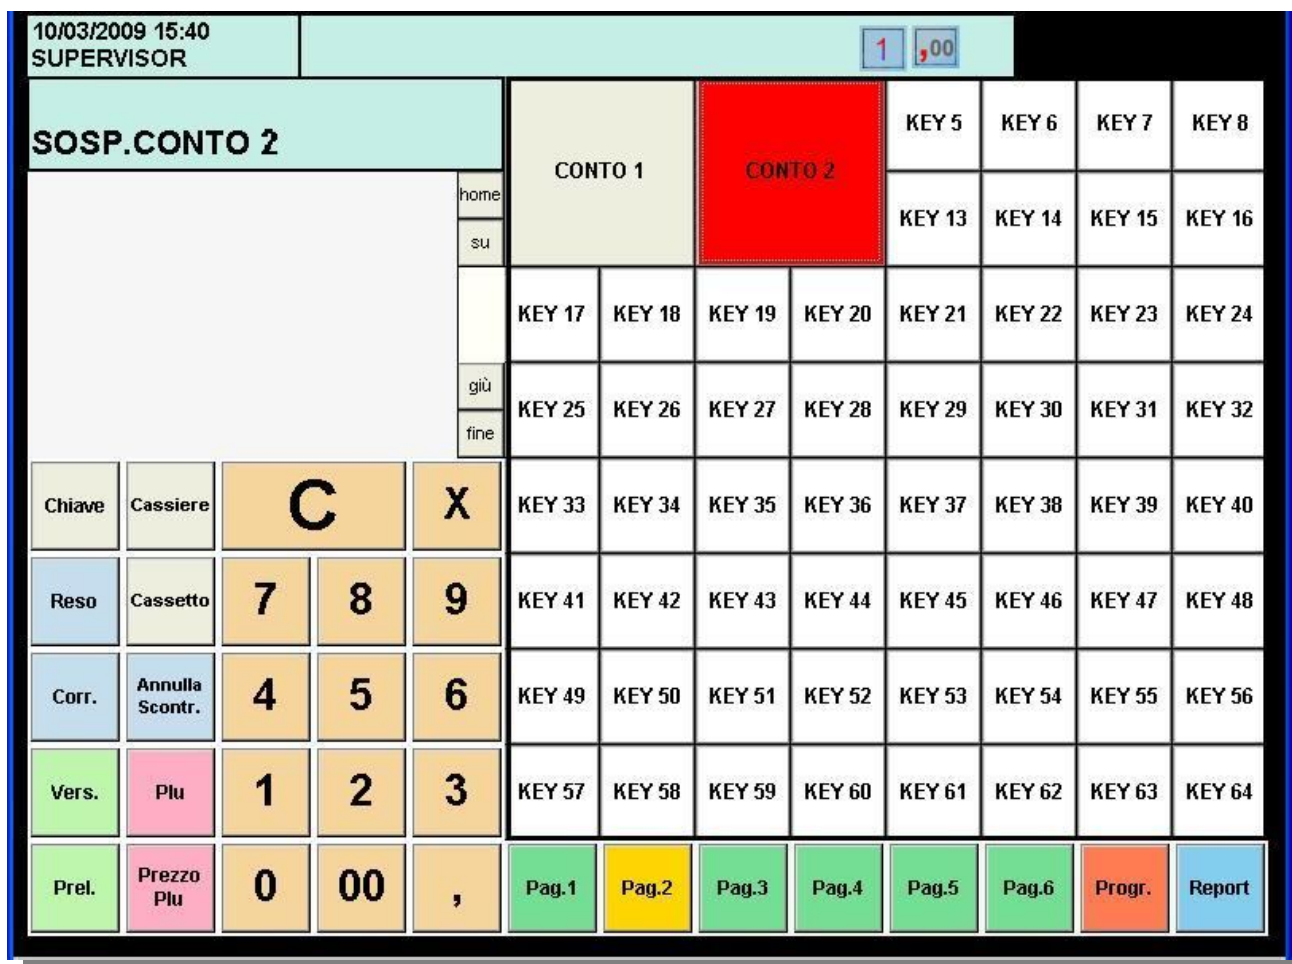 10/03/2009 15:40
SUPERVISOR
1 ,00
SOSP.CONTO 2
home
su
giù
fine
CONTO 1 CONTO 2
KEY 5 KEY 6 KEY 7 KEY 8
KEY 13 KEY 14 KEY 15 KEY 16
KEY 17 KEY 18 KEY 19 KEY 20 KEY 21 KEY 22 KEY 23 KEY 24
KEY 25 KEY 26 KEY 27 KEY 28 KEY 29 KEY 30 KEY 31 KEY 32
Chiave Cassiere C X KEY 33 KEY 34 KEY 35 KEY 36 KEY 37 KEY 38 KEY 39 KEY 40
Reso Cassetto 7 8 9 KEY 41 KEY 42 KEY 43 KEY 44 KEY 45 KEY 46 KEY 47 KEY 48
Corr. Annulla
Scontr. 4 5 6 KEY 49 KEY 50 KEY 51 KEY 52 KEY 53 KEY 54 KEY 55 KEY 56
Vers. Plu 1 2 3 KEY 57 KEY 58 KEY 59 KEY 60 KEY 61 KEY 62 KEY 63 KEY 64
Prel. Prezzo
Plu 0 00 , Pag.1 Pag.2 Pag.3 Pag.4 Pag.5 Pag.6 Progr. Report